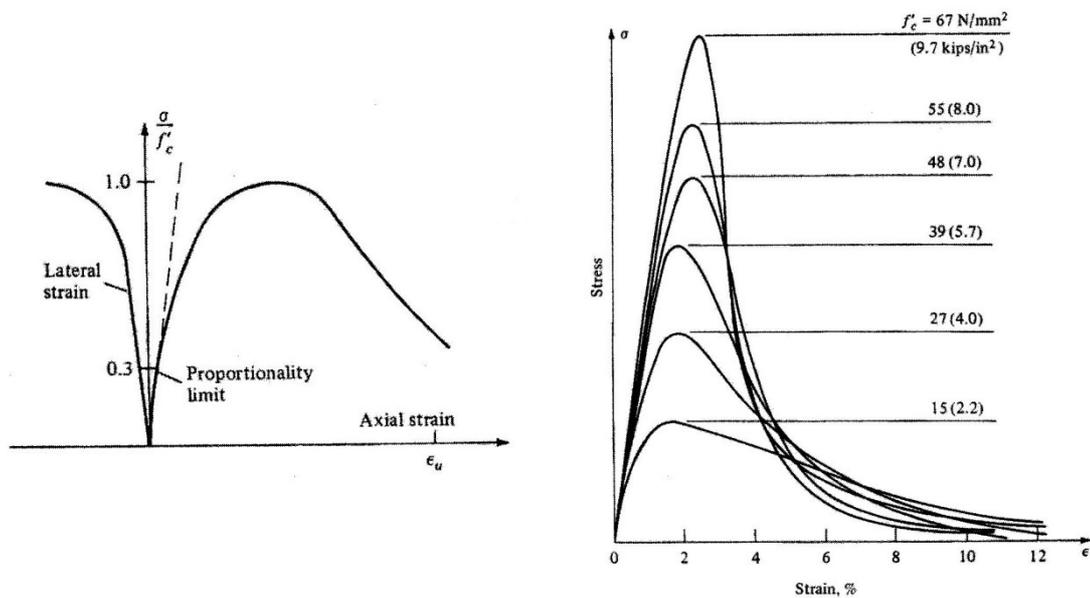 σ
f′c
1.0
Lateral
strain
0.3
Proportionality
limit
Axial strain
ϵu
σ
f′c = 67 N/mm²
(9.7 kips/in²)
55 (8.0)
48 (7.0)
39 (5.7)
27 (4.0)
15 (2.2)
Stress
0 2 4 6 8 10 12 ϵ
Strain, %